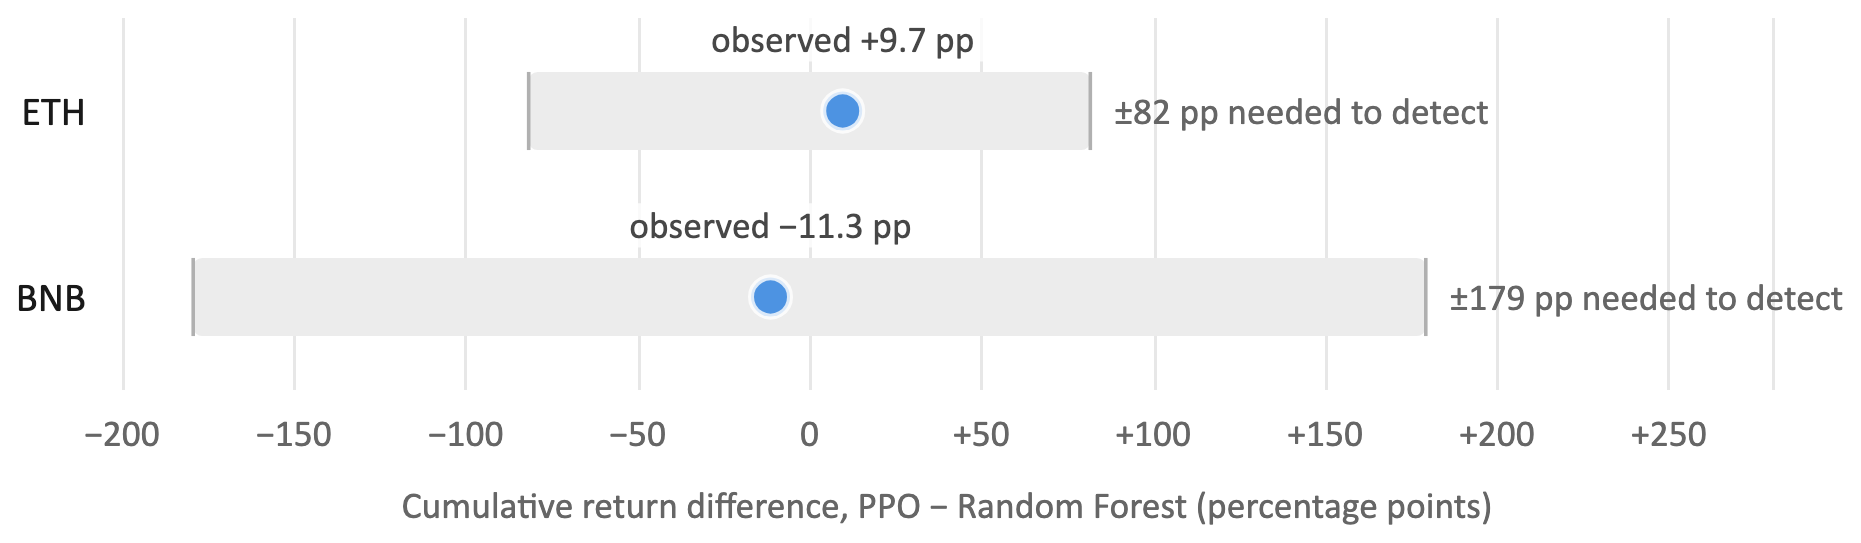 observed +9.7 pp
ETH
±82 pp needed to detect
observed −11.3 pp
BNB
±179 pp needed to detect
−200 −150 −100 −50 0 +50 +100 +150 +200 +250
Cumulative return difference, PPO − Random Forest (percentage points)